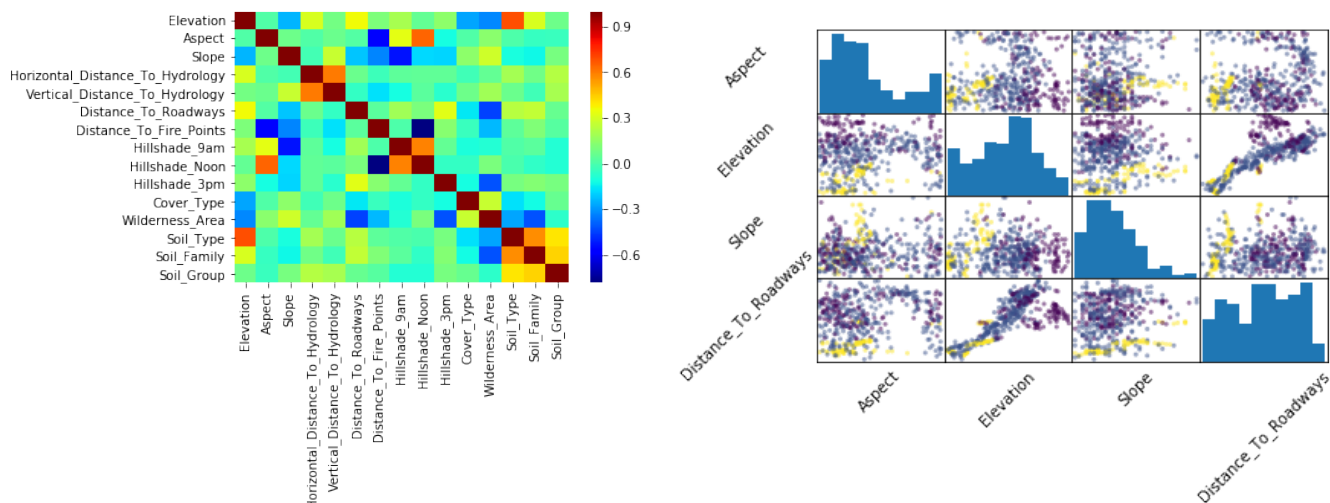 Elevation
Aspect
Slope
Horizontal_Distance_To_Hydrology
Vertical_Distance_To_Hydrology
Distance_To_Roadways
Distance_To_Fire_Points
Hillshade_9am
Hillshade_Noon
Hillshade_3pm
Cover_Type
Wilderness_Area
Soil_Type
Soil_Family
Soil_Group
Elevation
Aspect
Slope
Horizontal_Distance_To_Hydrology
Vertical_Distance_To_Hydrology
Distance_To_Roadways
Distance_To_Fire_Points
Hillshade_9am
Hillshade_Noon
Hillshade_3pm
Cover_Type
Wilderness_Area
Soil_Type
Soil_Family
Soil_Group
0.9
0.6
0.3
0.0
−0.3
−0.6
Aspect
Elevation
Slope
Distance_To_Roadways
Aspect
Elevation
Slope
Distance_To_Roadways